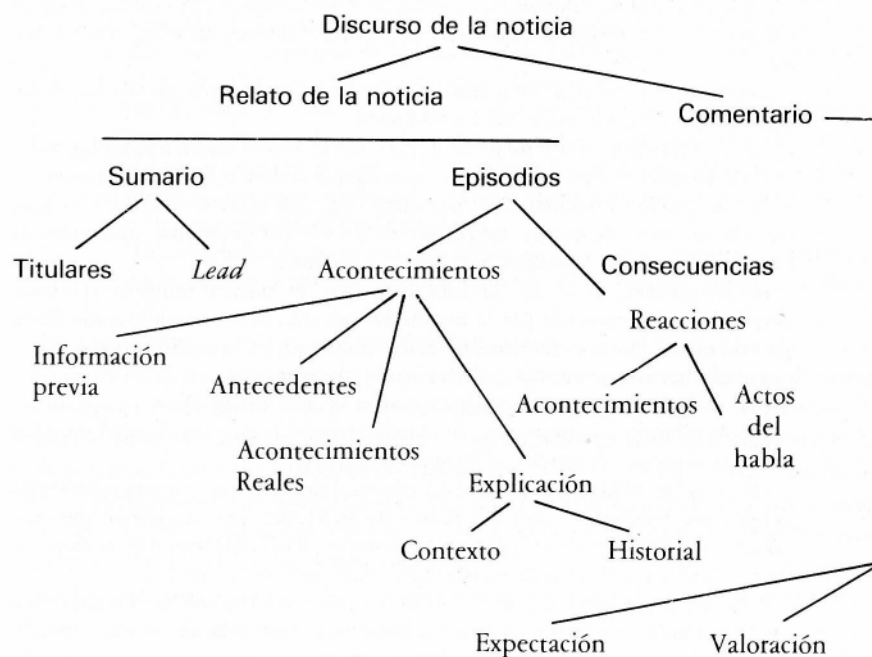 Discurso de la noticia
Relato de la noticia
Comentario
Sumario
Episodios
Titulares
Lead
Acontecimientos
Consecuencias
Reacciones
Información
previa
Antecedentes
Acontecimientos
Reales
Explicación
Acontecimientos
Actos
del
habla
Contexto
Historial
Expectación
Valoración